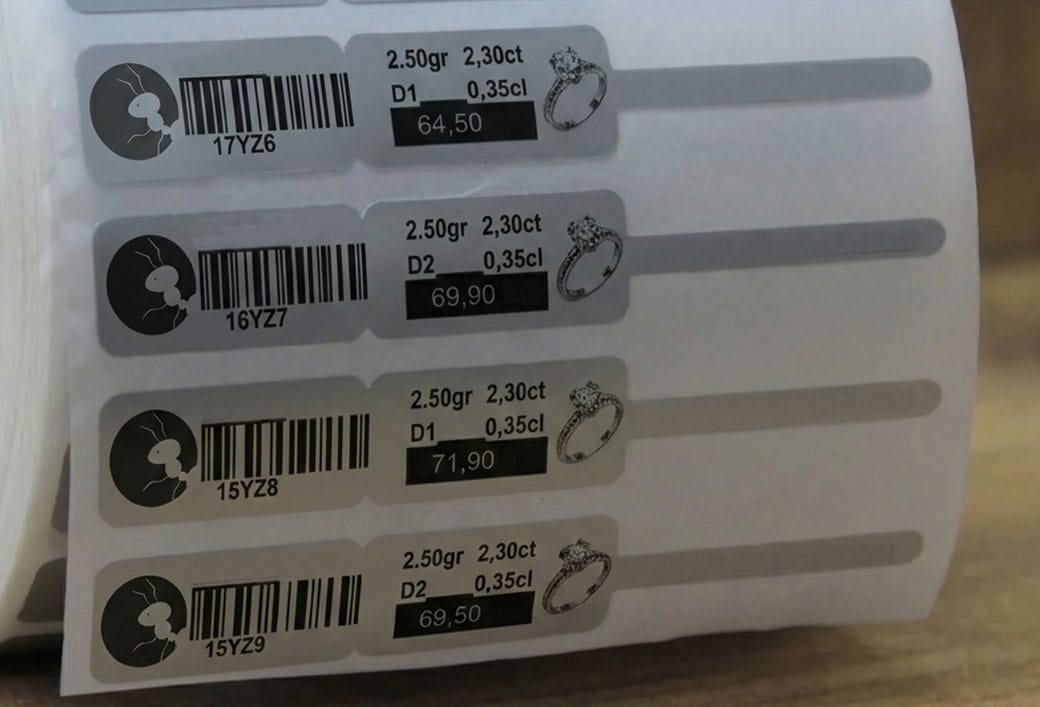 17YZ6
2.50gr 2,30ct
D1 0,35cl
64,50
16YZ7
2.50gr 2,30ct
D2 0,35cl
69,90
15YZ8
2.50gr 2,30ct
D1 0,35cl
71,90
15YZ9
2.50gr 2,30ct
D2 0,35cl
69,50